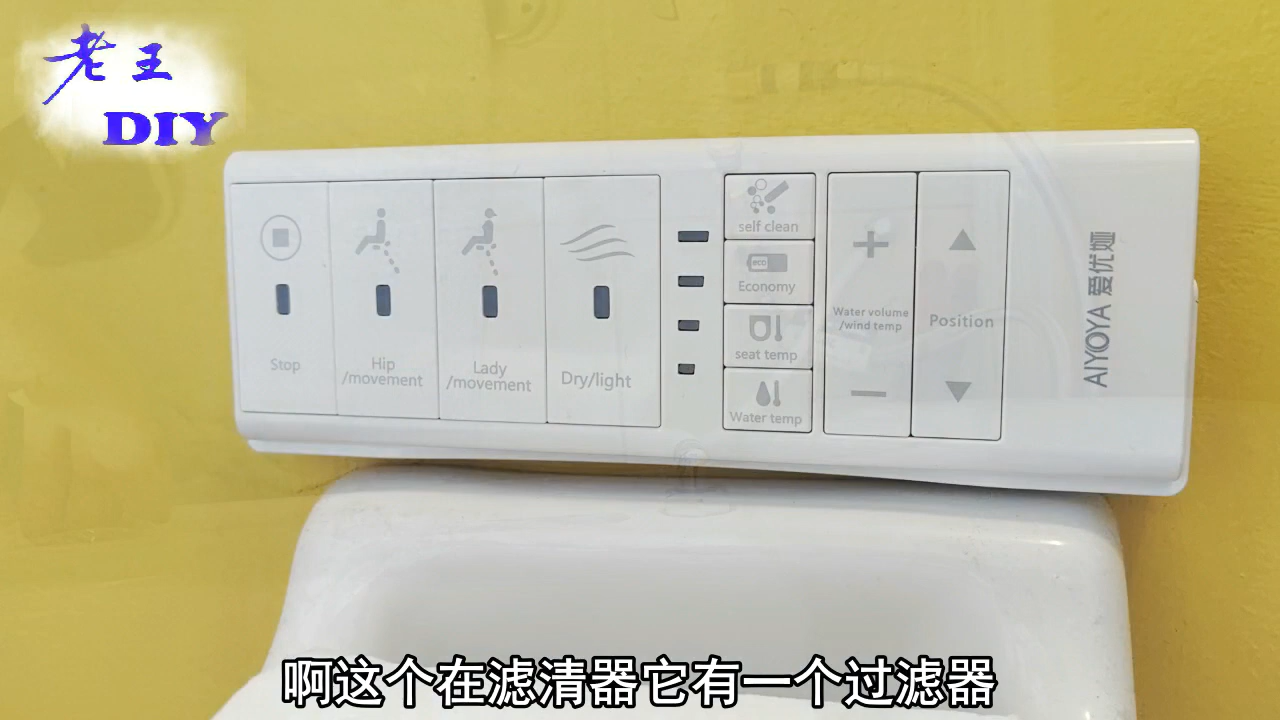 老王
DIY
Stop
Hip
/movement
Lady
/movement
Dry/light
self clean
eco
Economy
seat temp
Water temp
Water volume
/wind temp
Position
AIYOYA 爱优娅
啊这个在滤清器它有一个过滤器